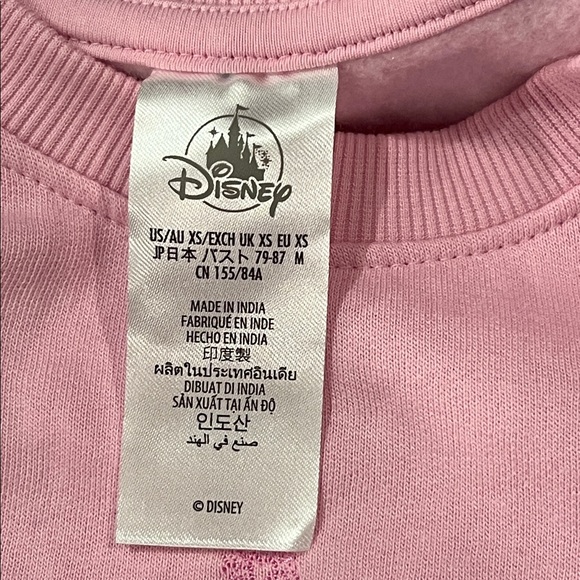 Disney
US/AU XS/EXCH UK XS EU XS
JP日本 バスト 79-87 M
CN 155/84A
MADE IN INDIA
FABRIQUÉ EN INDE
HECHO EN INDIA
印度製
ผลิตในประเทศอินเดีย
DIBUAT DI INDIA
SẢN XUẤT TẠI ẤN ĐỘ
인도산
صنع في الهند
© DISNEY